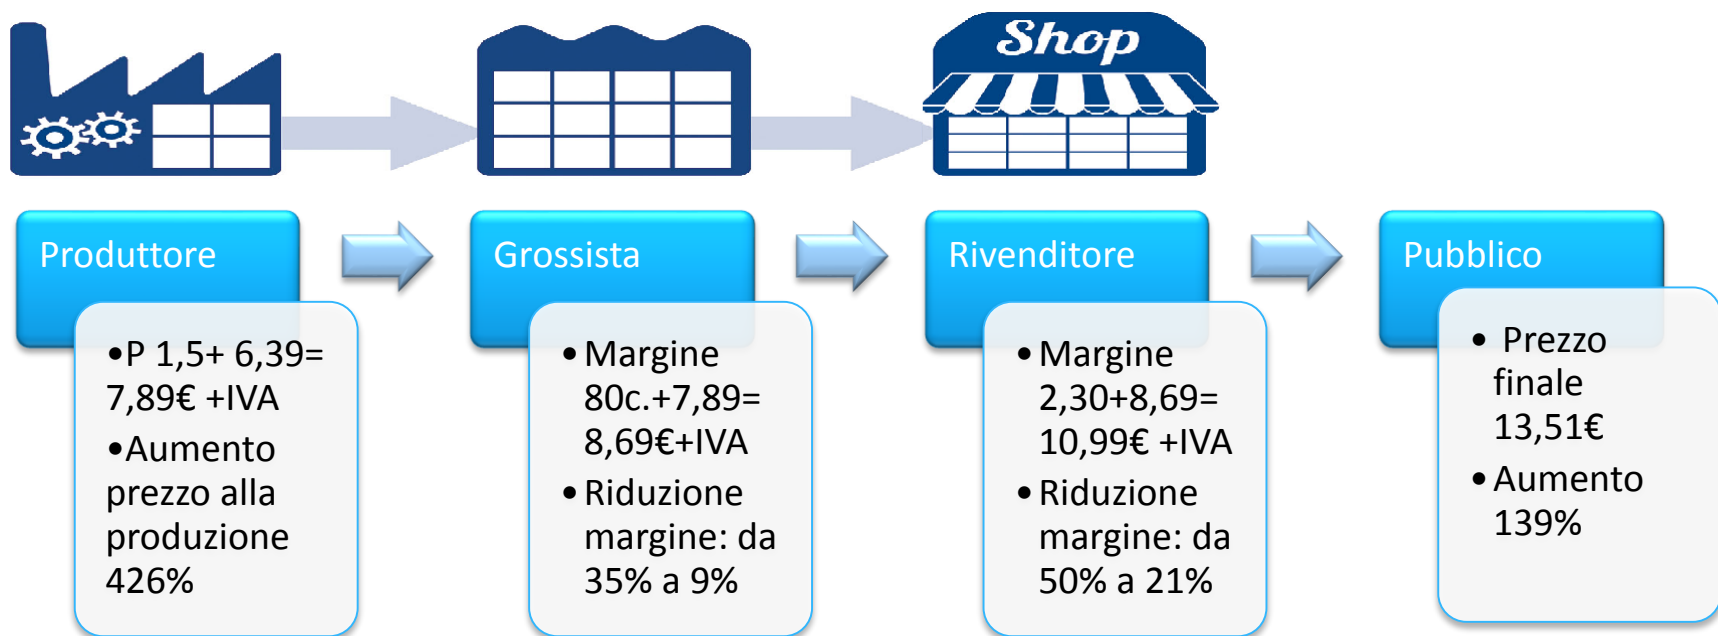 Shop
Produttore
•P 1,5+ 6,39=
7,89€ +IVA
•Aumento
prezzo alla
produzione
426%
Grossista
•Margine
80c.+7,89=
8,69€+IVA
•Riduzione
margine: da
35% a 9%
Rivenditore
•Margine
2,30+8,69=
10,99€ +IVA
•Riduzione
margine: da
50% a 21%
Pubblico
• Prezzo
finale
13,51€
•Aumento
139%